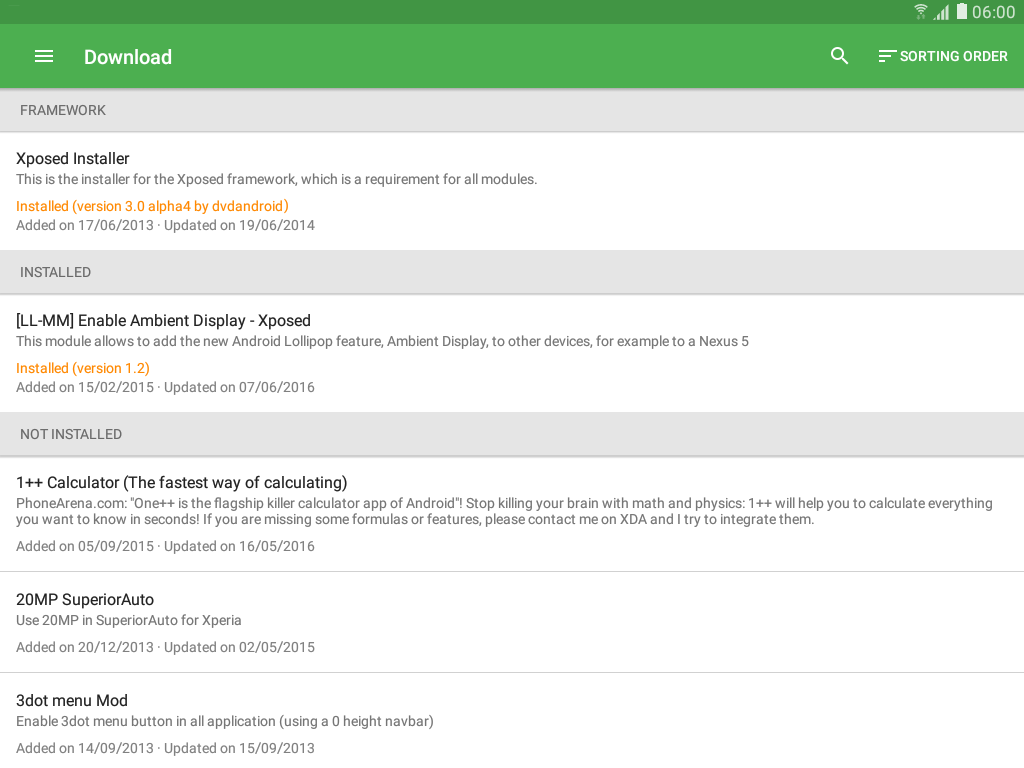 06:00
Download
SORTING ORDER
FRAMEWORK
Xposed Installer
This is the installer for the Xposed framework, which is a requirement for all modules.
Installed (version 3.0 alpha4 by dvdandroid)
Added on 17/06/2013 · Updated on 19/06/2014
INSTALLED
[LL-MM] Enable Ambient Display - Xposed
This module allows to add the new Android Lollipop feature, Ambient Display, to other devices, for example to a Nexus 5
Installed (version 1.2)
Added on 15/02/2015 · Updated on 07/06/2016
NOT INSTALLED
1++ Calculator (The fastest way of calculating)
PhoneArena.com: "One++ is the flagship killer calculator app of Android"! Stop killing your brain with math and physics: 1++ will help you to calculate everything
you want to know in seconds! If you are missing some formulas or features, please contact me on XDA and I try to integrate them.
Added on 05/09/2015 · Updated on 16/05/2016
20MP SuperiorAuto
Use 20MP in SuperiorAuto for Xperia
Added on 20/12/2013 · Updated on 02/05/2015
3dot menu Mod
Enable 3dot menu button in all application (using a 0 height navbar)
Added on 14/09/2013 · Updated on 15/09/2013